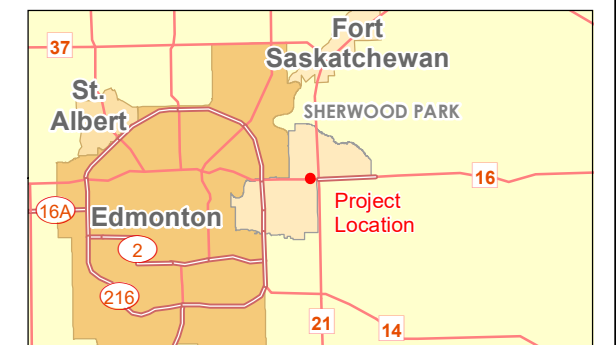 Fort
Saskatchewan
37
St.
Albert
SHERWOOD PARK
16
Project
Location
16A
Edmonton
2
216
21
14